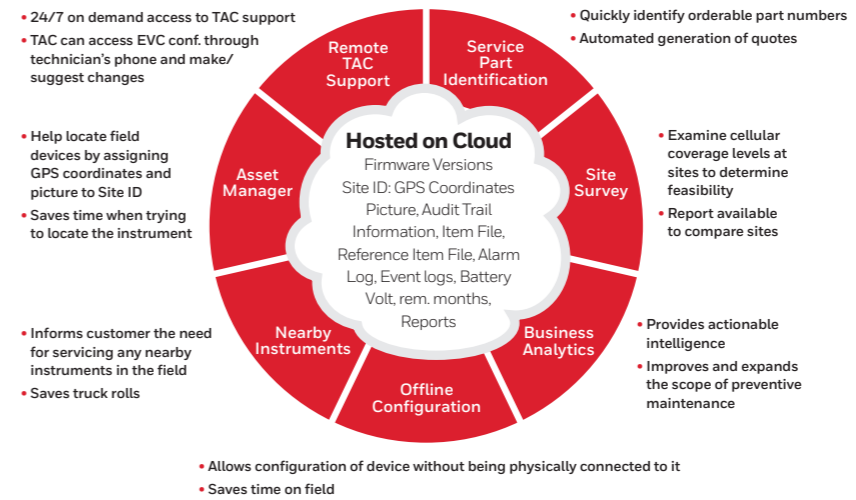 • 24/7 on demand access to TAC support
• TAC can access EVC conf. through
technician's phone and make/
suggest changes
Remote
TAC
Support
Service
Part
Identification
• Quickly identify orderable part numbers
• Automated generation of quotes
• Help locate field
devices by assigning
GPS coordinates and
picture to Site ID
• Saves time when trying
to locate the instrument
Asset
Manager
Hosted on Cloud
Firmware Versions
Site ID: GPS Coordinates
Picture, Audit Trail
Information, Item File,
Reference Item File, Alarm
Log, Event logs, Battery
Volt, rem. months,
Reports
Site
Survey
• Examine cellular
coverage levels at
sites to determine
feasibility
• Report available
to compare sites
• Informs customer the need
for servicing any nearby
instruments in the field
• Saves truck rolls
Nearby
Instruments
Offline
Configuration
Business
Analytics
• Provides actionable
intelligence
• Improves and expands
the scope of preventive
maintenance
• Allows configuration of device without being physically connected to it
• Saves time on field